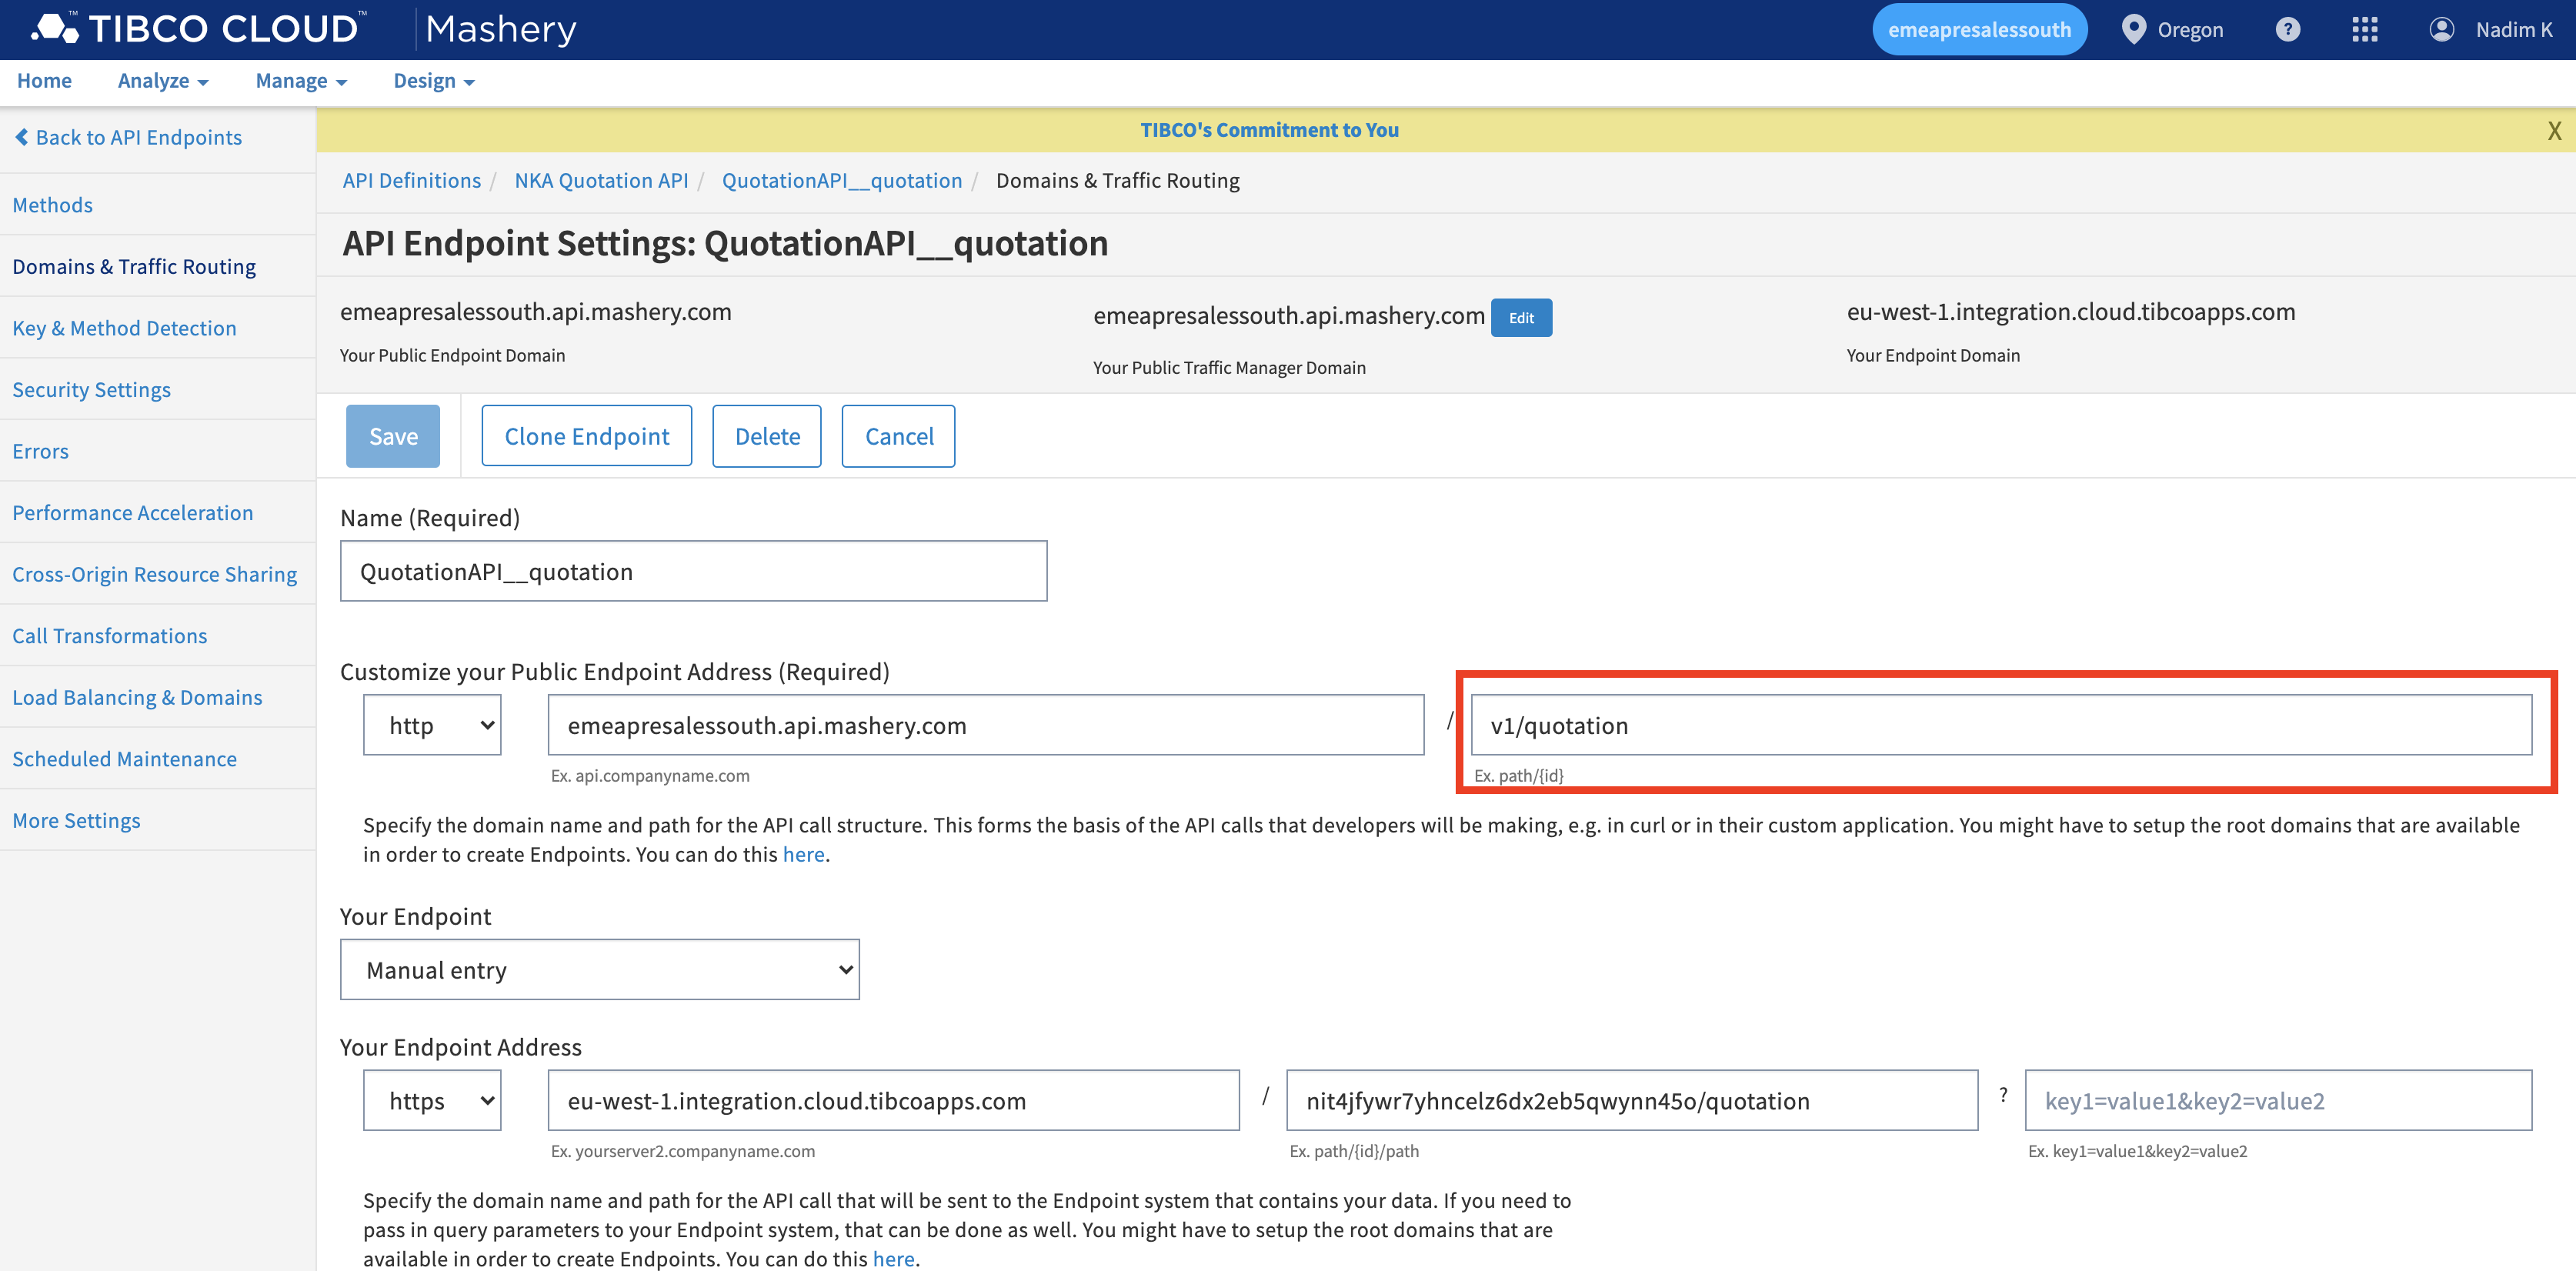 TIBCO CLOUD™ | Mashery
emeapresalessouth
Oregon
?
Nadim K
Home
Analyze
Manage
Design
Back to API Endpoints
Methods
Domains & Traffic Routing
Key & Method Detection
Security Settings
Errors
Performance Acceleration
Cross-Origin Resource Sharing
Call Transformations
Load Balancing & Domains
Scheduled Maintenance
More Settings
TIBCO's Commitment to You
X
API Definitions / NKA Quotation API / QuotationAPI__quotation / Domains & Traffic Routing
API Endpoint Settings: QuotationAPI__quotation
emeapresalessouth.api.mashery.com
Your Public Endpoint Domain
emeapresalessouth.api.mashery.com Edit
Your Public Traffic Manager Domain
eu-west-1.integration.cloud.tibcoapps.com
Your Endpoint Domain
Save
Clone Endpoint
Delete
Cancel
Name (Required)
QuotationAPI__quotation
Customize your Public Endpoint Address (Required)
http
emeapresalessouth.api.mashery.com
/
v1/quotation
Ex. api.companyname.com
Ex. path/{id}
Specify the domain name and path for the API call structure. This forms the basis of the API calls that developers will be making, e.g. in curl or in their custom application. You might have to setup the root domains that are available
in order to create Endpoints. You can do this here.
Your Endpoint
Manual entry
Your Endpoint Address
https
eu-west-1.integration.cloud.tibcoapps.com
/
nit4jfywr7yhncelz6dx2eb5qwynn45o/quotation
?
key1=value1&key2=value2
Ex. yourserver2.companyname.com
Ex. path/{id}/path
Ex. key1=value1&key2=value2
Specify the domain name and path for the API call that will be sent to the Endpoint system that contains your data. If you need to
pass in query parameters to your Endpoint system, that can be done as well. You might have to setup the root domains that are
available in order to create Endpoints. You can do this here.